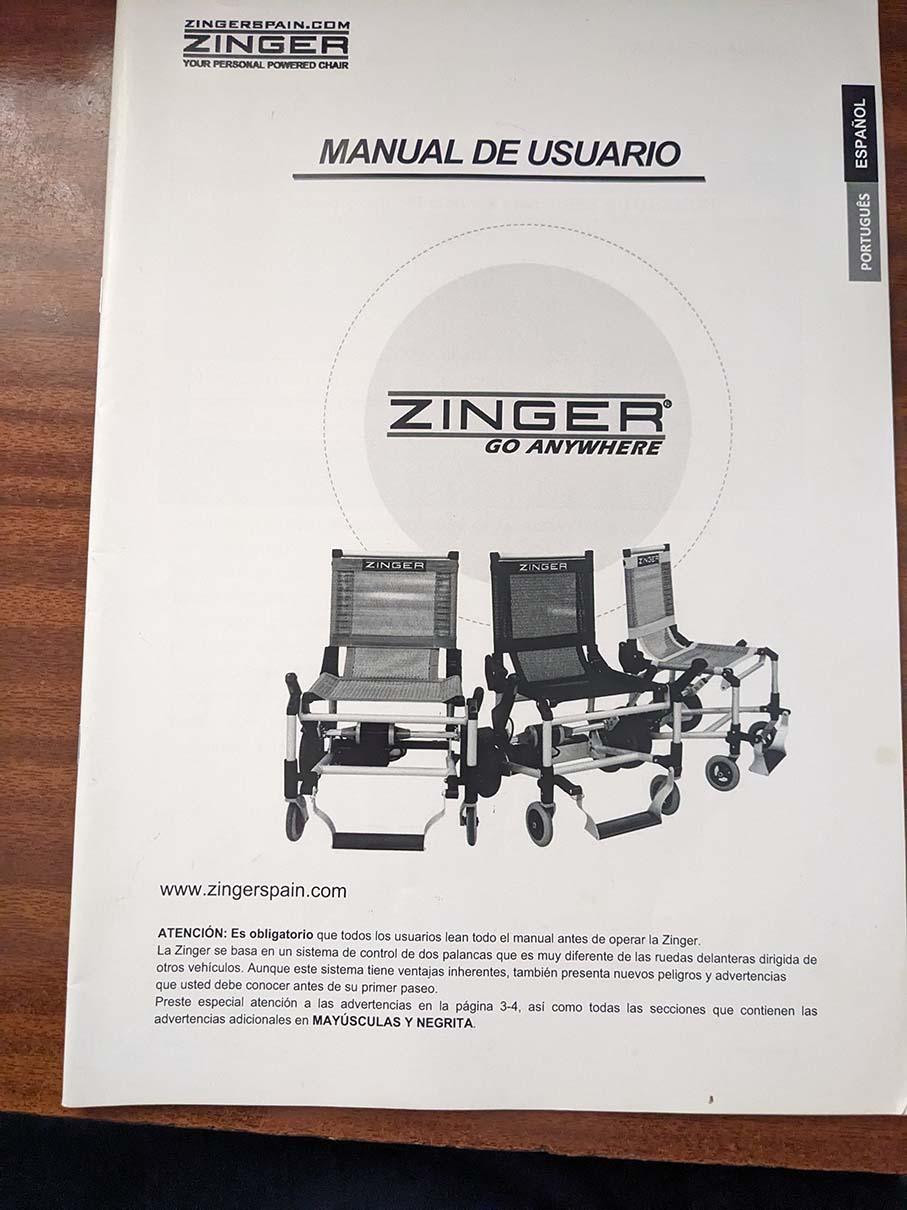 ZINGERSPAIN.COM
ZINGER
YOUR PERSONAL POWERED CHAIR
ESPAÑOL
PORTUGUÊS
MANUAL DE USUARIO
ZINGER®
GO ANYWHERE
ZINGER
ZINGER
ZINGER
www.zingerspain.com
ATENCIÓN: Es obligatorio que todos los usuarios lean todo el manual antes de operar la Zinger.
La Zinger se basa en un sistema de control de dos palancas que es muy diferente de las ruedas delanteras dirigida de
otros vehículos. Aunque este sistema tiene ventajas inherentes, también presenta nuevos peligros y advertencias
que usted debe conocer antes de su primer paseo.
Preste especial atención a las advertencias en la página 3-4, así como todas las secciones que contienen las
advertencias adicionales en MAYÚSCULAS Y NEGRITA.